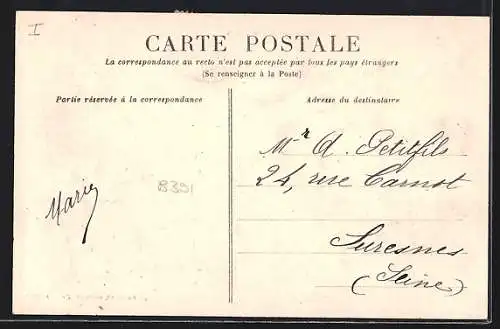 I
CARTE POSTALE
La correspondance au recto n'est pas acceptée par tous les pays étrangers
(Se renseigner à la Poste)
Partie réservée à la correspondance
Adresse du destinataire
Marie
8391
Mr A. Petitfils
24, rue Carnot
Suresnes
(Seine)